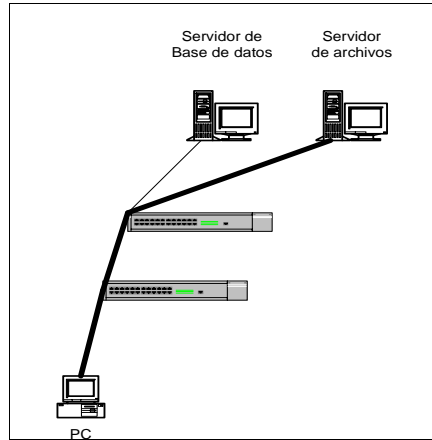 Servidor de
Base de datos
Servidor
de archivos
PC